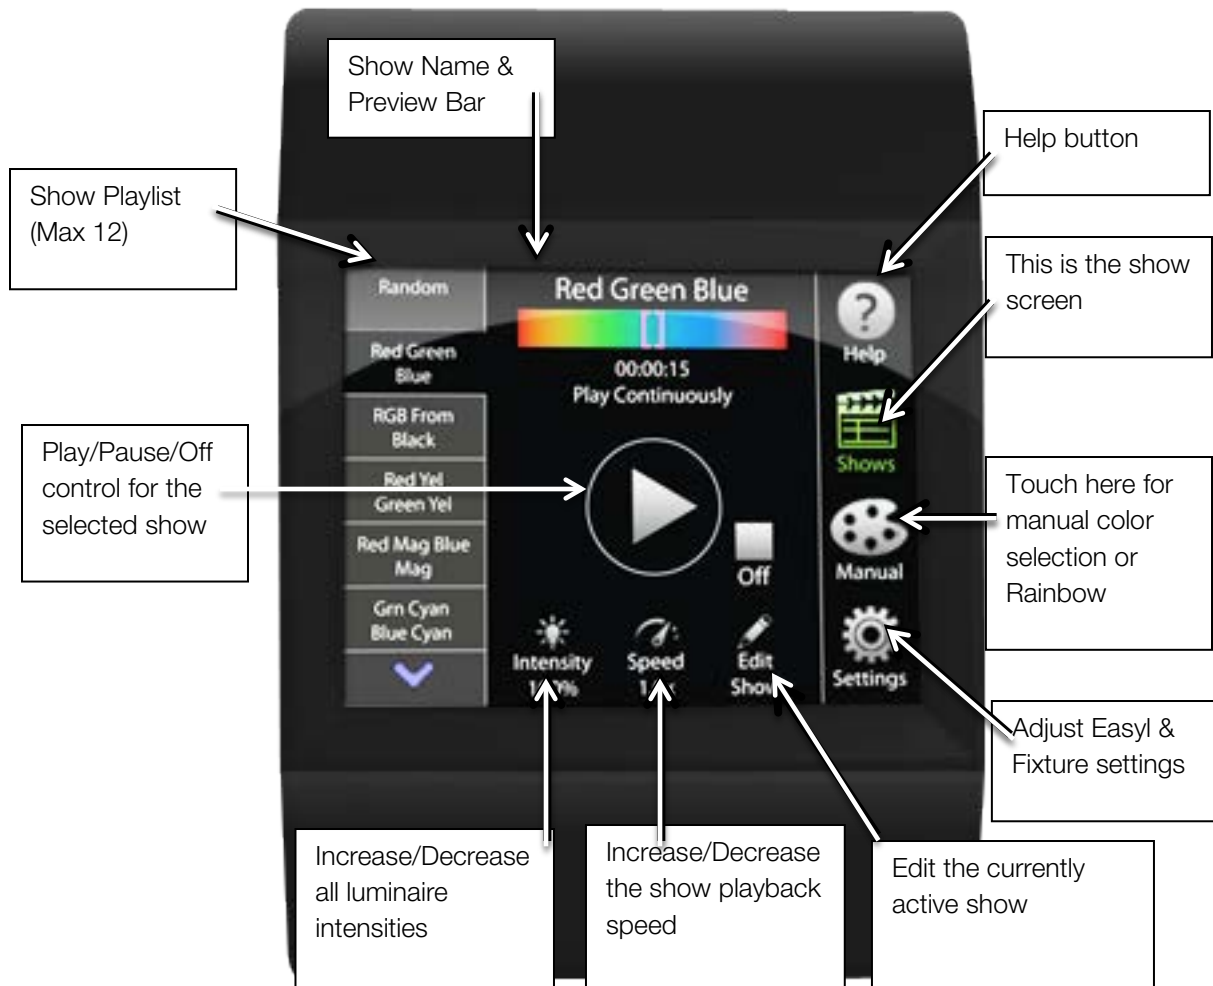 Show Name &
Preview Bar
Help button
Show Playlist
(Max 12)
This is the show
screen
Random
Red Green Blue
Help
Red Green
Blue
00:00:15
Play Continuously
RGB From
Black
Shows
Play/Pause/Off
control for the
selected show
Red Yel
Green Yel
Touch here for
manual color
selection or
Rainbow
Red Mag Blue
Mag
Off
Manual
Grn Cyan
Blue Cyan
Intensity
Speed
Edit
Show
Settings
Adjust EasyI &
Fixture settings
Increase/Decrease
all luminaire
intensities
Increase/Decrease
the show playback
speed
Edit the currently
active show